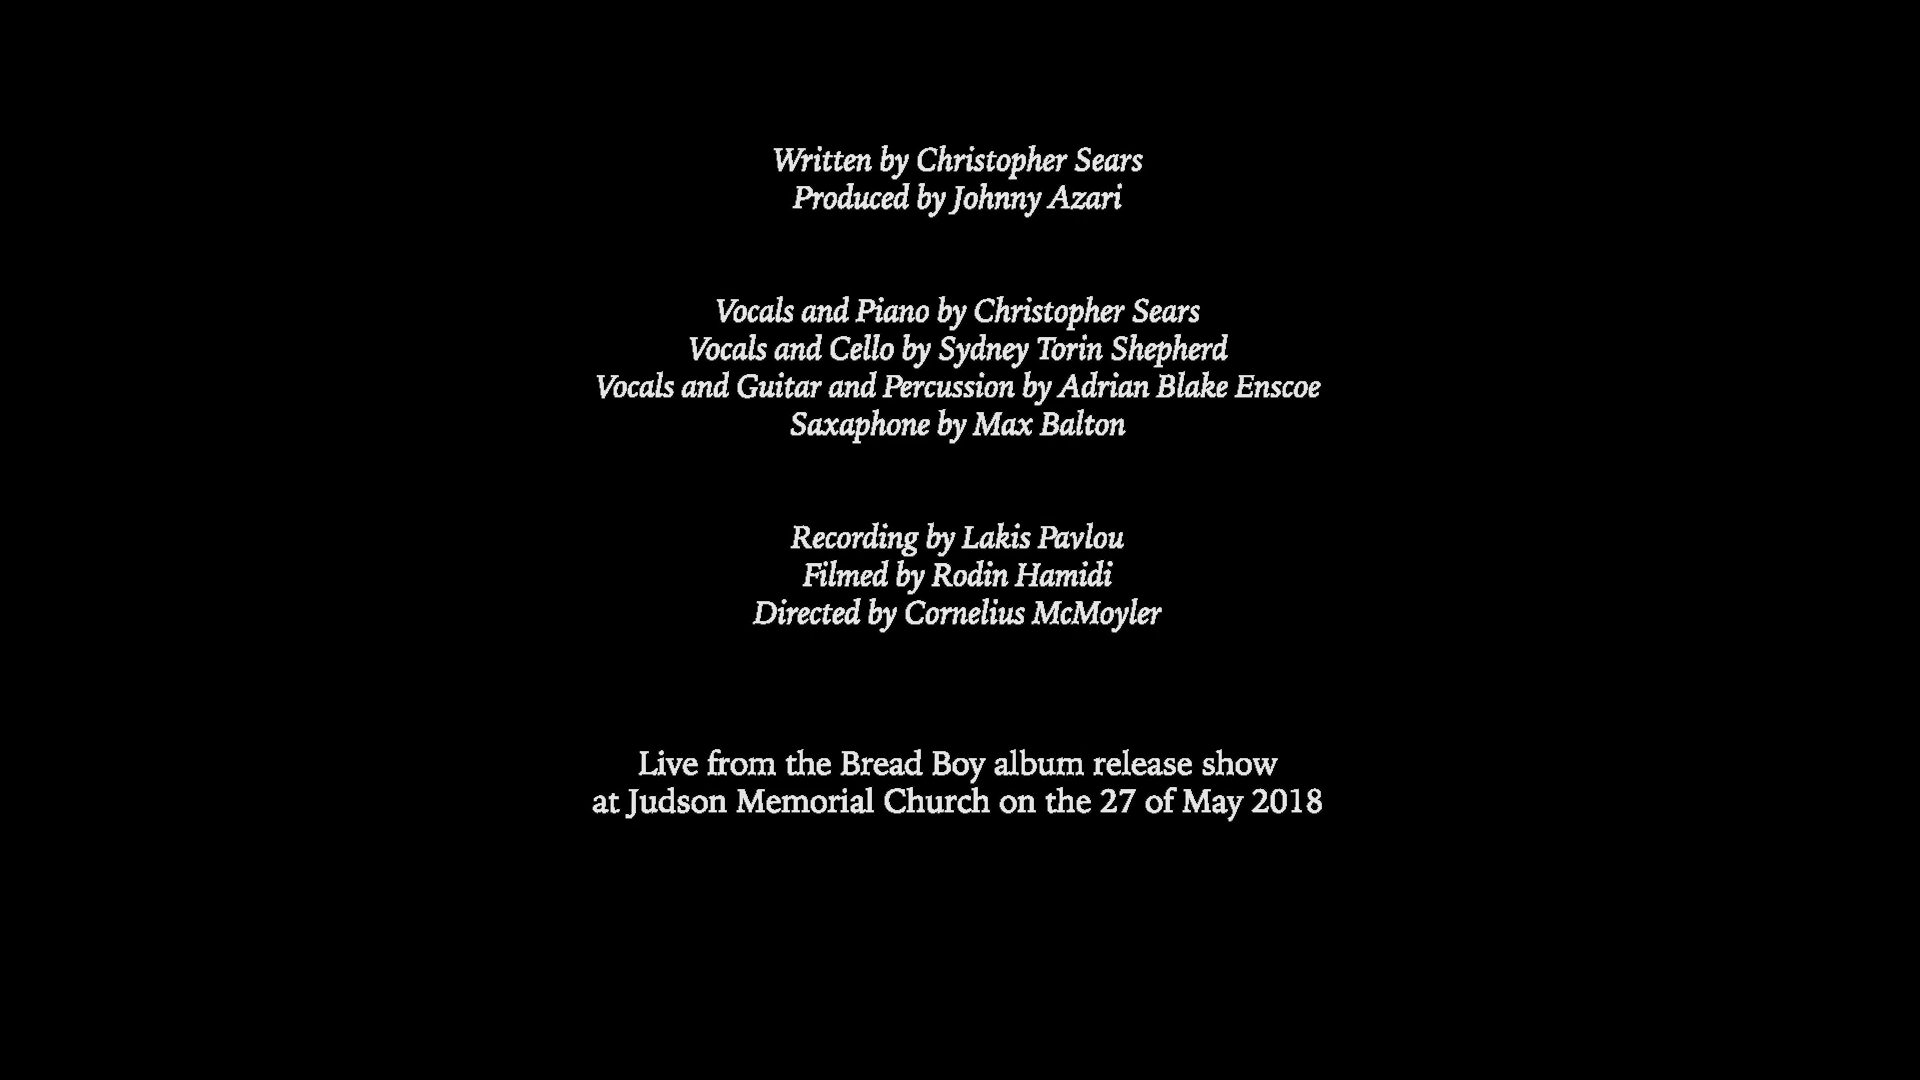 Written by Christopher Sears
Produced by Johnny Azari
Vocals and Piano by Christopher Sears
Vocals and Cello by Sydney Torin Shepherd
Vocals and Guitar and Percussion by Adrian Blake Enscoe
Saxaphone by Max Balton
Recording by Lakis Pavlou
Filmed by Rodin Hamidi
Directed by Cornelius McMoyler
Live from the Bread Boy album release show
at Judson Memorial Church on the 27 of May 2018